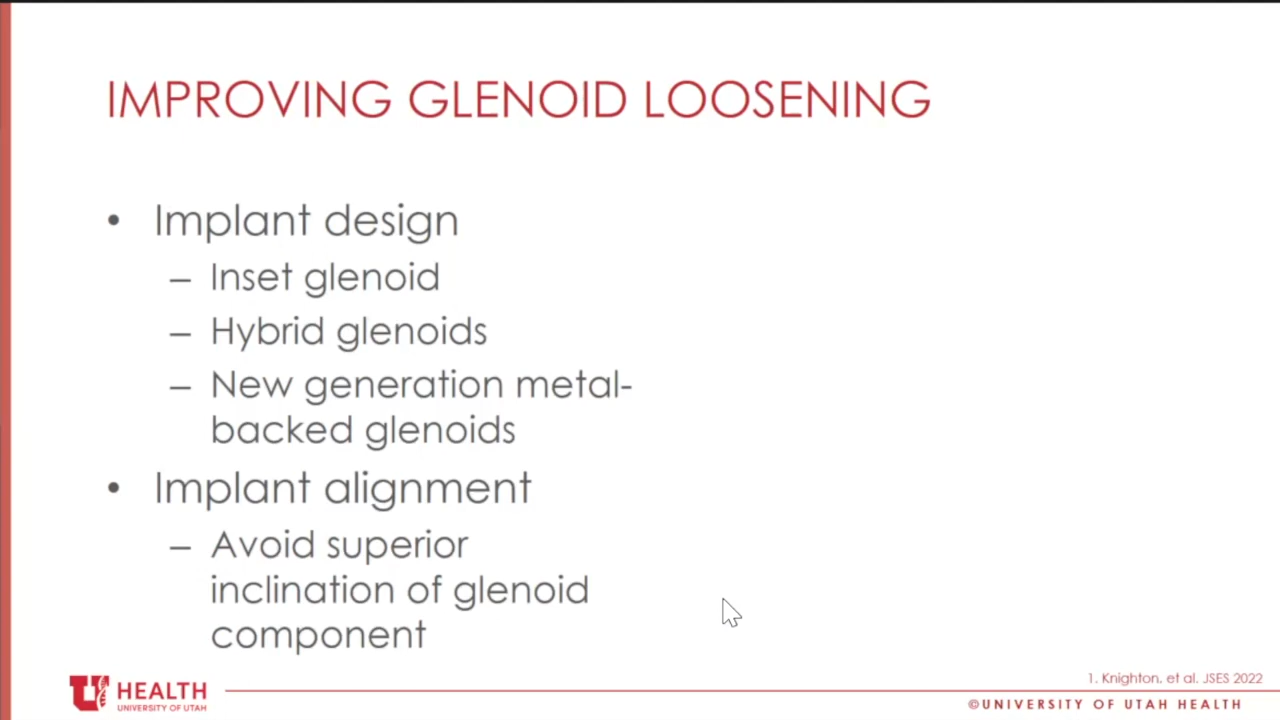 IMPROVING GLENOID LOOSENING
• Implant design
– Inset glenoid
– Hybrid glenoids
– New generation metal-
backed glenoids
• Implant alignment
– Avoid superior
inclination of glenoid
component
1. Knighton. et al. JSES 2022
U HEALTH
UNIVERSITY OF UTAH
©UNIVERSITY OF UTAH HEALTH